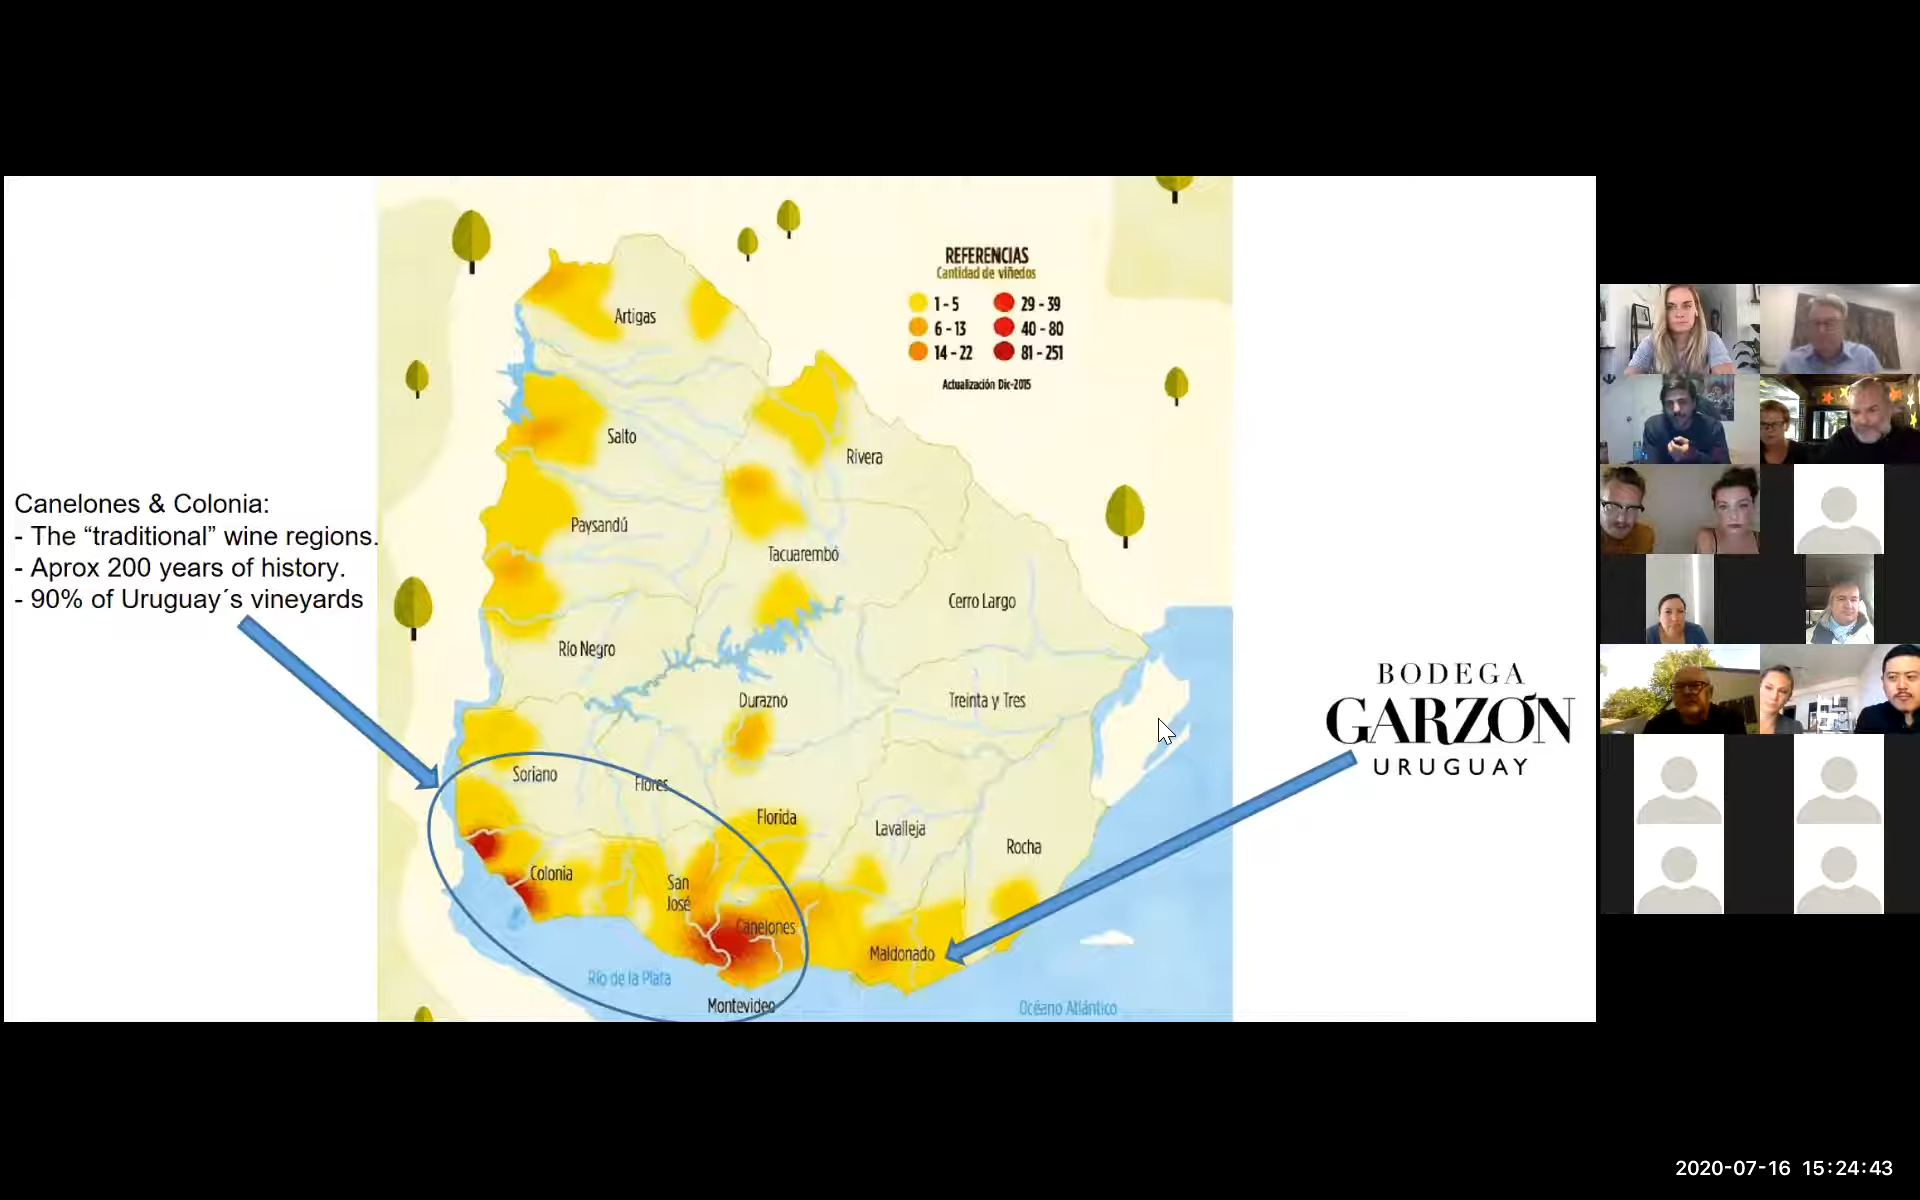 REFERENCIAS
Cantidad de viñedos
1 - 5
29 - 39
6 - 13
40 - 80
14 - 22
81 - 251
Actualización Dic-2015
Artigas
Salto
Rivera
Canelones & Colonia:
- The “traditional” wine regions.
- Aprox 200 years of history.
- 90% of Uruguay´s vineyards
Paysandú
Tacuarembó
Cerro Largo
Río Negro
Durazno
Treinta y Tres
BODEGA
GARZÓN
URUGUAY
Soriano
Flores
Florida
Lavalleja
Rocha
Colonia
San
José
Canelones
Maldonado
Río de la Plata
Montevideo
Océano Atlántico
2020-07-16 15:24:43